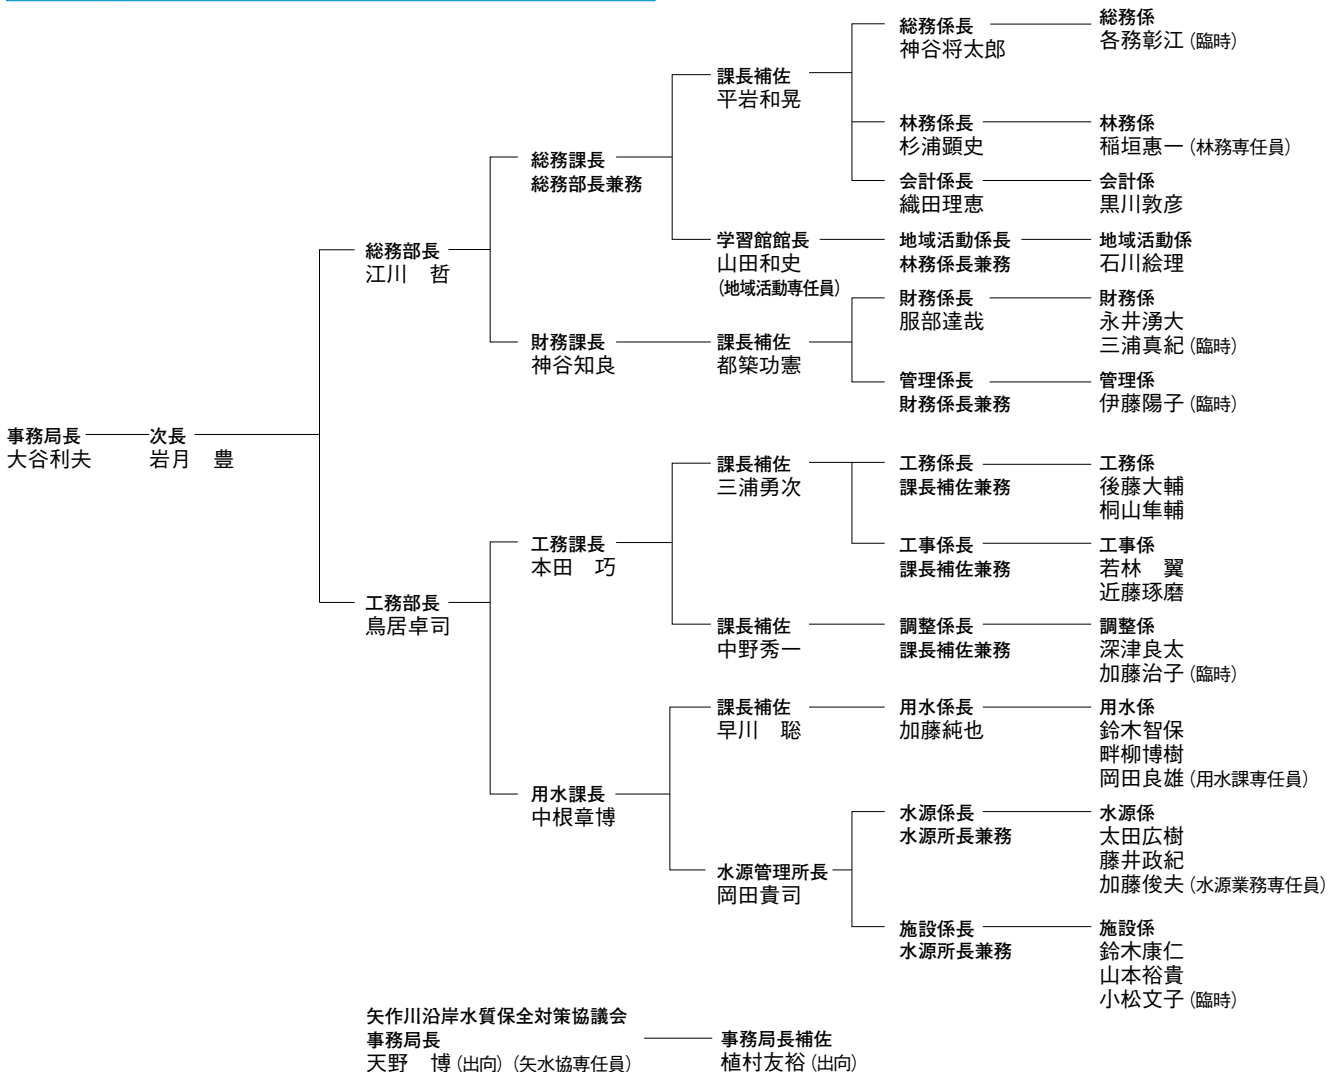 事務局長
大谷利夫
次長
岩月　豊
総務部長
江川　哲
総務課長
総務部長兼務
課長補佐
平岩和晃
総務係長
神谷将太郎
総務係
各務彰江（臨時）
林務係長
杉浦顕史
林務係
稲垣惠一（林務専任員）
会計係長
織田理恵
会計係
黒川敦彦
学習館館長
山田和史
（地域活動専任員）
地域活動係長
林務係長兼務
地域活動係
石川絵理
財務課長
神谷知良
課長補佐
都築功憲
財務係長
服部達哉
財務係
永井湧大
三浦真紀（臨時）
管理係長
財務係長兼務
管理係
伊藤陽子（臨時）
工務部長
鳥居卓司
工務課長
本田　巧
課長補佐
三浦勇次
工務係長
課長補佐兼務
工務係
後藤大輔
桐山隼輔
工事係長
課長補佐兼務
工事係
若林　翼
近藤琢磨
課長補佐
中野秀一
調整係長
課長補佐兼務
調整係
深津良太
加藤治子（臨時）
用水課長
中根章博
課長補佐
早川　聡
用水係長
加藤純也
用水係
鈴木智保
畔柳博樹
岡田良雄（用水課専任員）
水源管理所長
岡田貴司
水源係長
水源所長兼務
水源係
太田広樹
藤井政紀
加藤俊夫（水源業務専任員）
施設係長
水源所長兼務
施設係
鈴木康仁
山本裕貴
小松文子（臨時）
矢作川沿岸水質保全対策協議会
事務局長
天野　博（出向）（矢水協専任員）
事務局長補佐
植村友裕（出向）